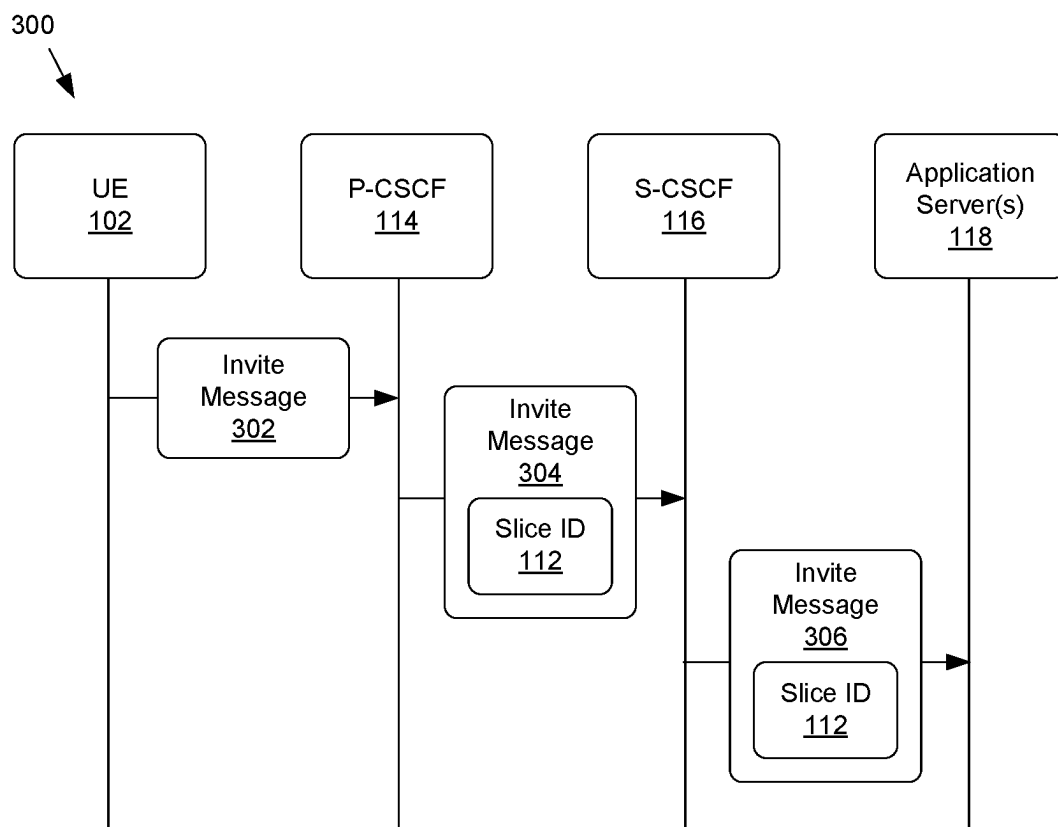 300
UE
102
P-CSCF
114
S-CSCF
116
Application
Server(s)
118
Invite
Message
302
Invite
Message
304
Slice ID
112
Invite
Message
306
Slice ID
112